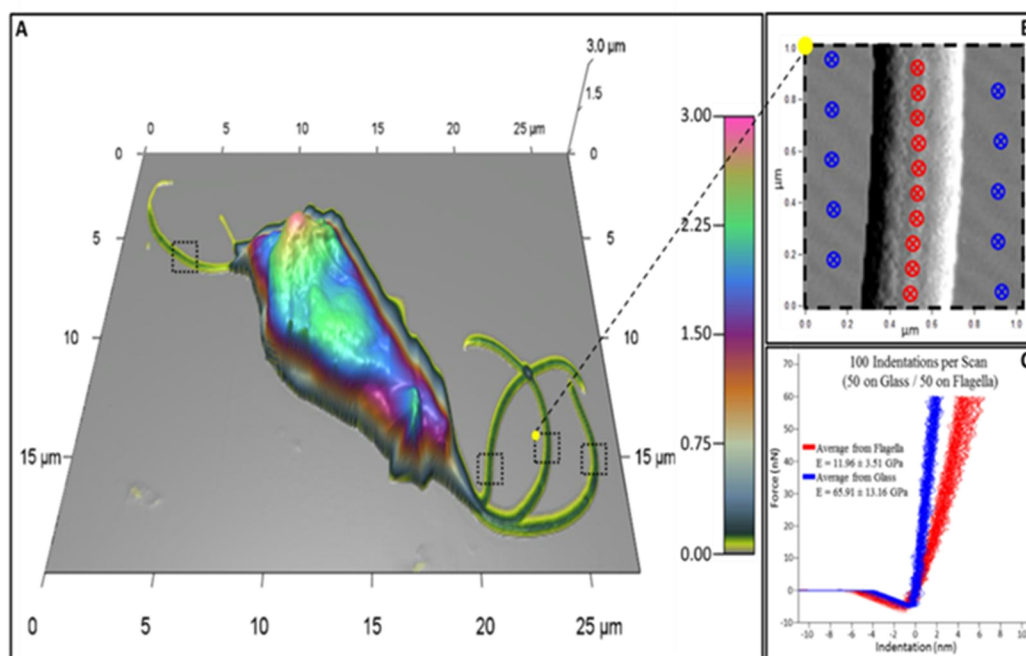 A
3.0 µm
1.5
0 5 10 15 20 25 µm
0 0
5 5
10 10
15 µm 15 µm
0 5 10 15 20 25 µm
3.00
2.25
1.50
0.75
0.00
B
1.0
0.8
0.6
0.4
0.2
0.0
µm
0.0 0.2 0.4 0.6 0.8 1.0
µm
C
100 Indentations per Scan
(50 on Glass / 50 on Flagella)
Average from Flagella
E = 11.96 ± 3.51 GPa
Average from Glass
E = 65.91 ± 13.16 GPa
70
60
50
40
30
20
10
0
-10
Force (nN)
-10 -8 -6 -4 -2 0 2 4 6 8 10
Indentation (nm)